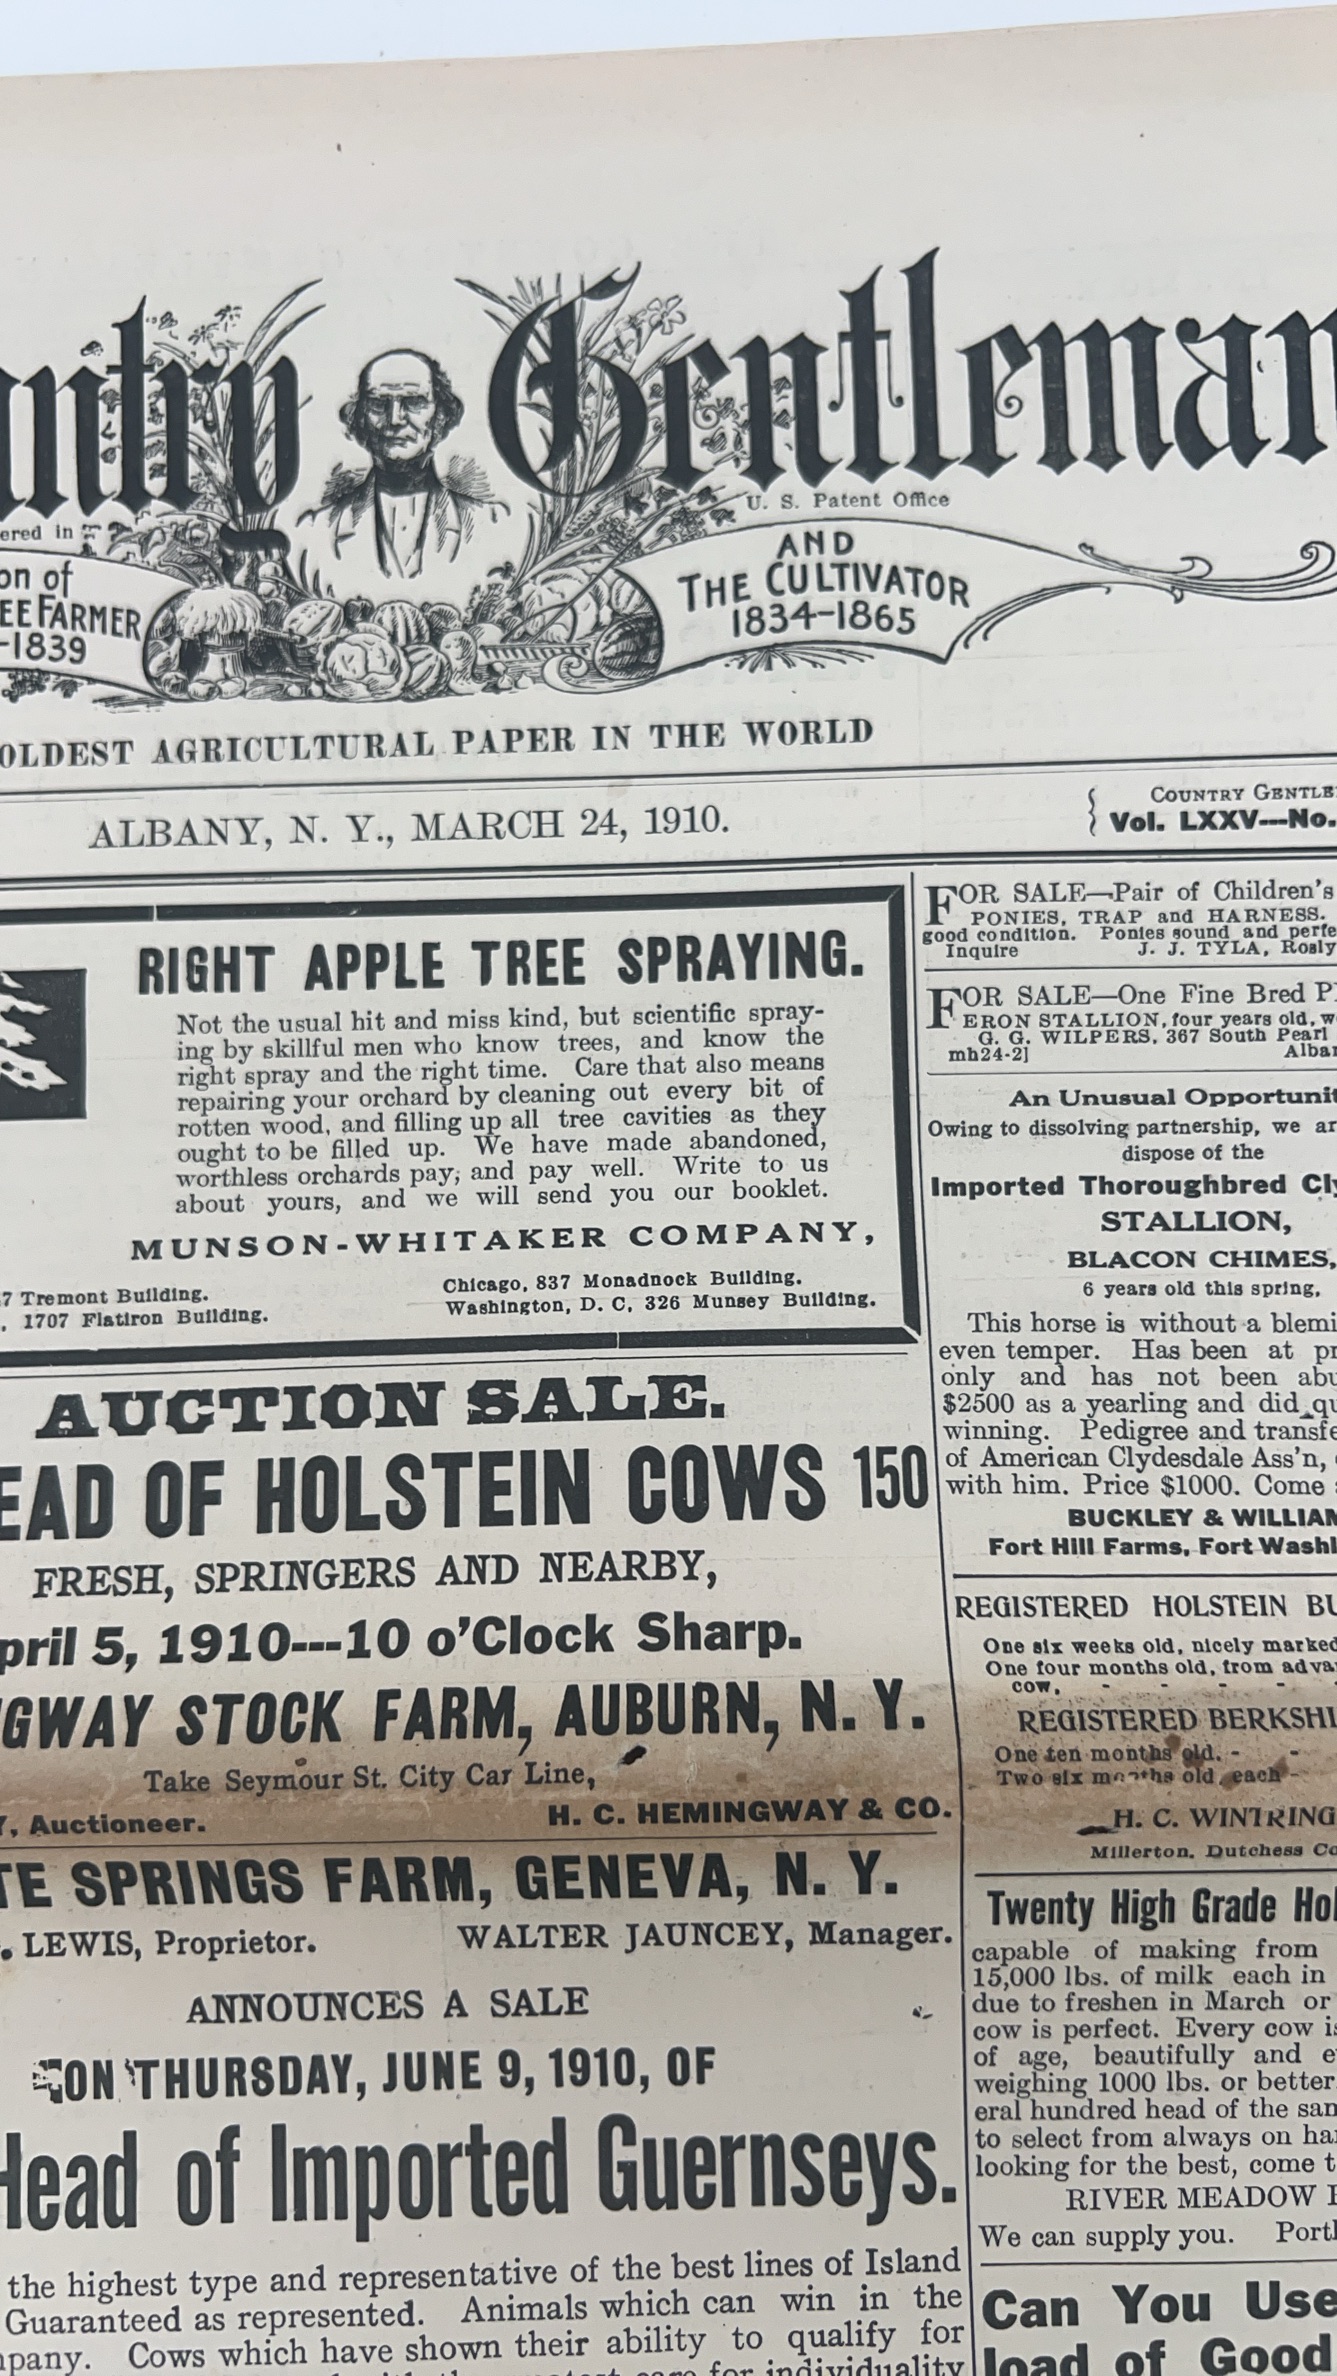 ntry Gentleman
ered in
U. S. Patent Office
on of
EE FARMER
-1839
AND
THE CULTIVATOR
1834-1865
OLDEST AGRICULTURAL PAPER IN THE WORLD
ALBANY, N. Y., MARCH 24, 1910.
COUNTRY GENTLE
Vol. LXXV---No.
RIGHT APPLE TREE SPRAYING.
Not the usual hit and miss kind, but scientific spray-
ing by skillful men who know trees, and know the
right spray and the right time. Care that also means
repairing your orchard by cleaning out every bit of
rotten wood, and filling up all tree cavities as they
ought to be filled up. We have made abandoned,
worthless orchards pay, and pay well. Write to us
about yours, and we will send you our booklet.
MUNSON-WHITAKER COMPANY,
7 Tremont Building.
, 1707 Flatiron Building.
Chicago, 837 Monadnock Building.
Washington, D. C, 326 Munsey Building.
AUCTION SALE.
EAD OF HOLSTEIN COWS 150
FRESH, SPRINGERS AND NEARBY,
pril 5, 1910---10 o'Clock Sharp.
GWAY STOCK FARM, AUBURN, N. Y.
Take Seymour St. City Car Line,
Y, Auctioneer.
H. C. HEMINGWAY & CO.
TE SPRINGS FARM, GENEVA, N. Y.
. LEWIS, Proprietor.
WALTER JAUNCEY, Manager.
ANNOUNCES A SALE
ON THURSDAY, JUNE 9, 1910, OF
Head of Imported Guernseys.
the highest type and representative of the best lines of Island
Guaranteed as represented. Animals which can win in the
pany. Cows which have shown their ability to qualify for
for individuality
FOR SALE—Pair of Children's
PONIES, TRAP and HARNESS.
good condition. Ponies sound and perfe
Inquire J. J. TYLA, Rosly
FOR SALE—One Fine Bred P
ERON STALLION, four years old, w
G. G. WILPERS, 367 South Pearl
mh24-2] Alba
An Unusual Opportunit
Owing to dissolving partnership, we ar
dispose of the
Imported Thoroughbred Cly
STALLION,
BLACON CHIMES,
6 years old this spring,
This horse is without a blemi
even temper. Has been at pr
only and has not been abu
$2500 as a yearling and did qu
winning. Pedigree and transfe
of American Clydesdale Ass'n,
with him. Price $1000. Come
BUCKLEY & WILLIAM
Fort Hill Farms, Fort Washi
REGISTERED HOLSTEIN BU
One six weeks old, nicely marked
One four months old, from adva
cow, - - - -
REGISTERED BERKSHI
One ten months old, - -
Two six months old, each -
H. C. WINTRING
Millerton, Dutchess Co
Twenty High Grade Hol
capable of making from
15,000 lbs. of milk each in
due to freshen in March or
cow is perfect. Every cow is
of age, beautifully and e
weighing 1000 lbs. or better
eral hundred head of the sam
to select from always on ha
looking for the best, come t
RIVER MEADOW F
We can supply you. Portl
Can You Use
load of Good